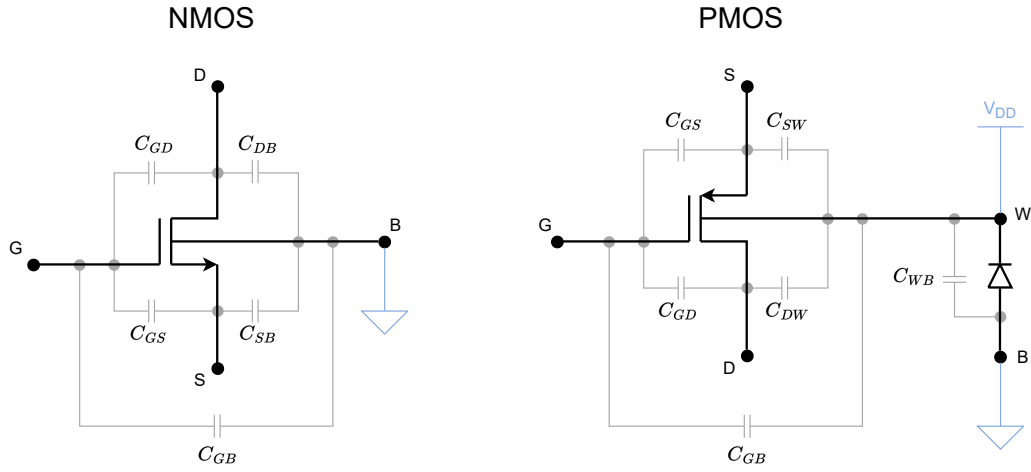 NMOS
PMOS
D
S
C_GD
C_DB
C_GS
C_SW
V_DD
G
B
G
W
C_WB
C_GS
C_SB
C_GD
C_DW
S
D
B
C_GB
C_GB